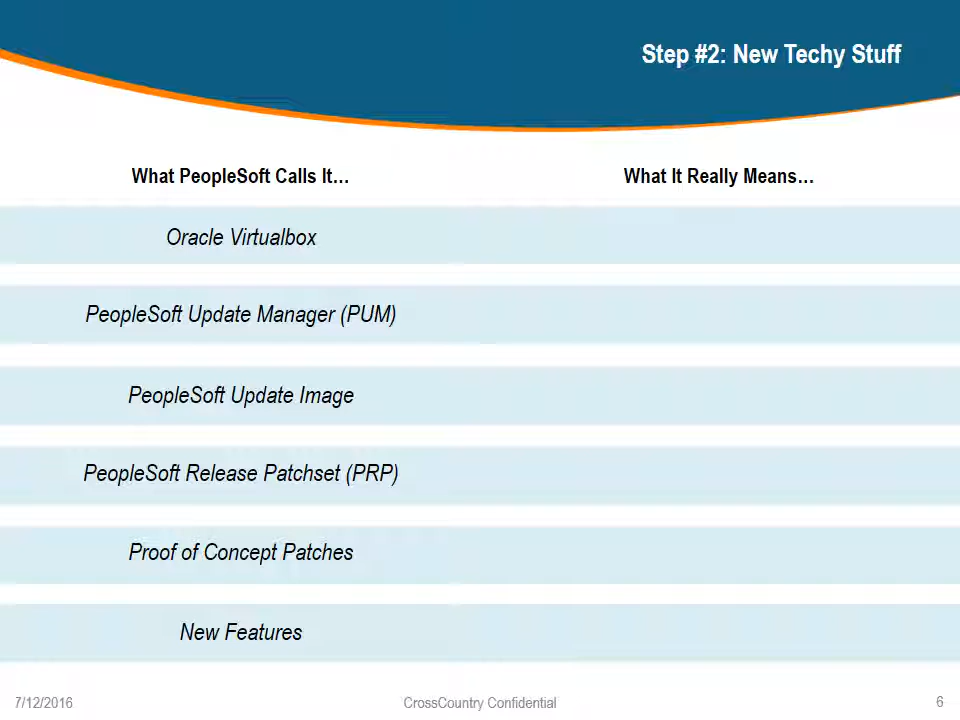 Step #2: New Techy Stuff
What PeopleSoft Calls It…
What It Really Means…
Oracle Virtualbox
PeopleSoft Update Manager (PUM)
PeopleSoft Update Image
PeopleSoft Release Patchset (PRP)
Proof of Concept Patches
New Features
7/12/2016
CrossCountry Confidential
6